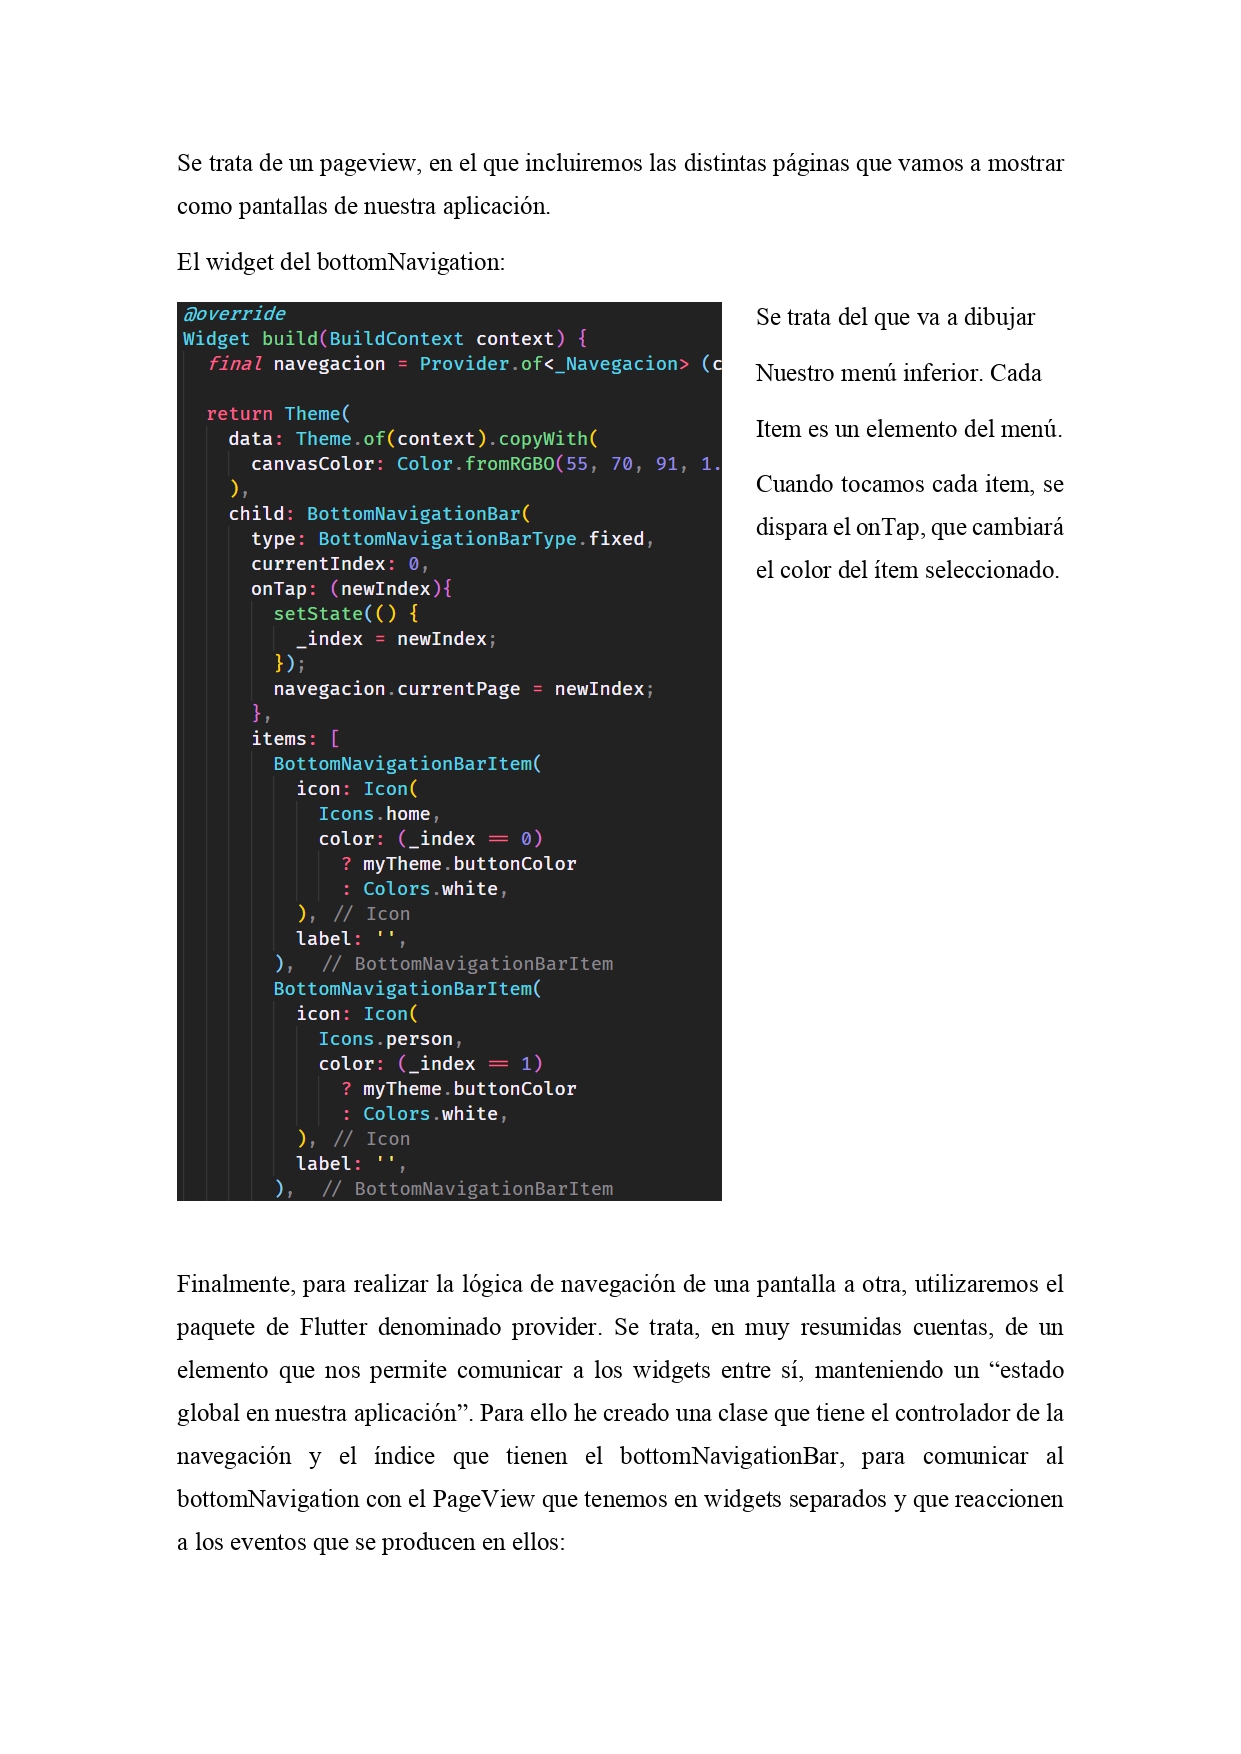 Se trata de un pageview, en el que incluiremos las distintas páginas que vamos a mostrar
como pantallas de nuestra aplicación.
El widget del bottomNavigation:
@override
Widget build(BuildContext context) {
  final navegacion = Provider.of<_Navegacion> (c

  return Theme(
    data: Theme.of(context).copyWith(
      canvasColor: Color.fromRGBO(55, 70, 91, 1.
    ),
    child: BottomNavigationBar(
      type: BottomNavigationBarType.fixed,
      currentIndex: 0,
      onTap: (newIndex){
        setState(() {
          _index = newIndex;
        });
        navegacion.currentPage = newIndex;
      },
      items: [
        BottomNavigationBarItem(
          icon: Icon(
            Icons.home,
            color: (_index == 0)
              ? myTheme.buttonColor
              : Colors.white,
          ), // Icon
          label: '',
        ),  // BottomNavigationBarItem
        BottomNavigationBarItem(
          icon: Icon(
            Icons.person,
            color: (_index == 1)
              ? myTheme.buttonColor
              : Colors.white,
          ), // Icon
          label: '',
        ),  // BottomNavigationBarItem
Se trata del que va a dibujar
Nuestro menú inferior. Cada
Item es un elemento del menú.
Cuando tocamos cada item, se
dispara el onTap, que cambiará
el color del ítem seleccionado.
Finalmente, para realizar la lógica de navegación de una pantalla a otra, utilizaremos el
paquete de Flutter denominado provider. Se trata, en muy resumidas cuentas, de un
elemento que nos permite comunicar a los widgets entre sí, manteniendo un “estado
global en nuestra aplicación”. Para ello he creado una clase que tiene el controlador de la
navegación y el índice que tienen el bottomNavigationBar, para comunicar al
bottomNavigation con el PageView que tenemos en widgets separados y que reaccionen
a los eventos que se producen en ellos: